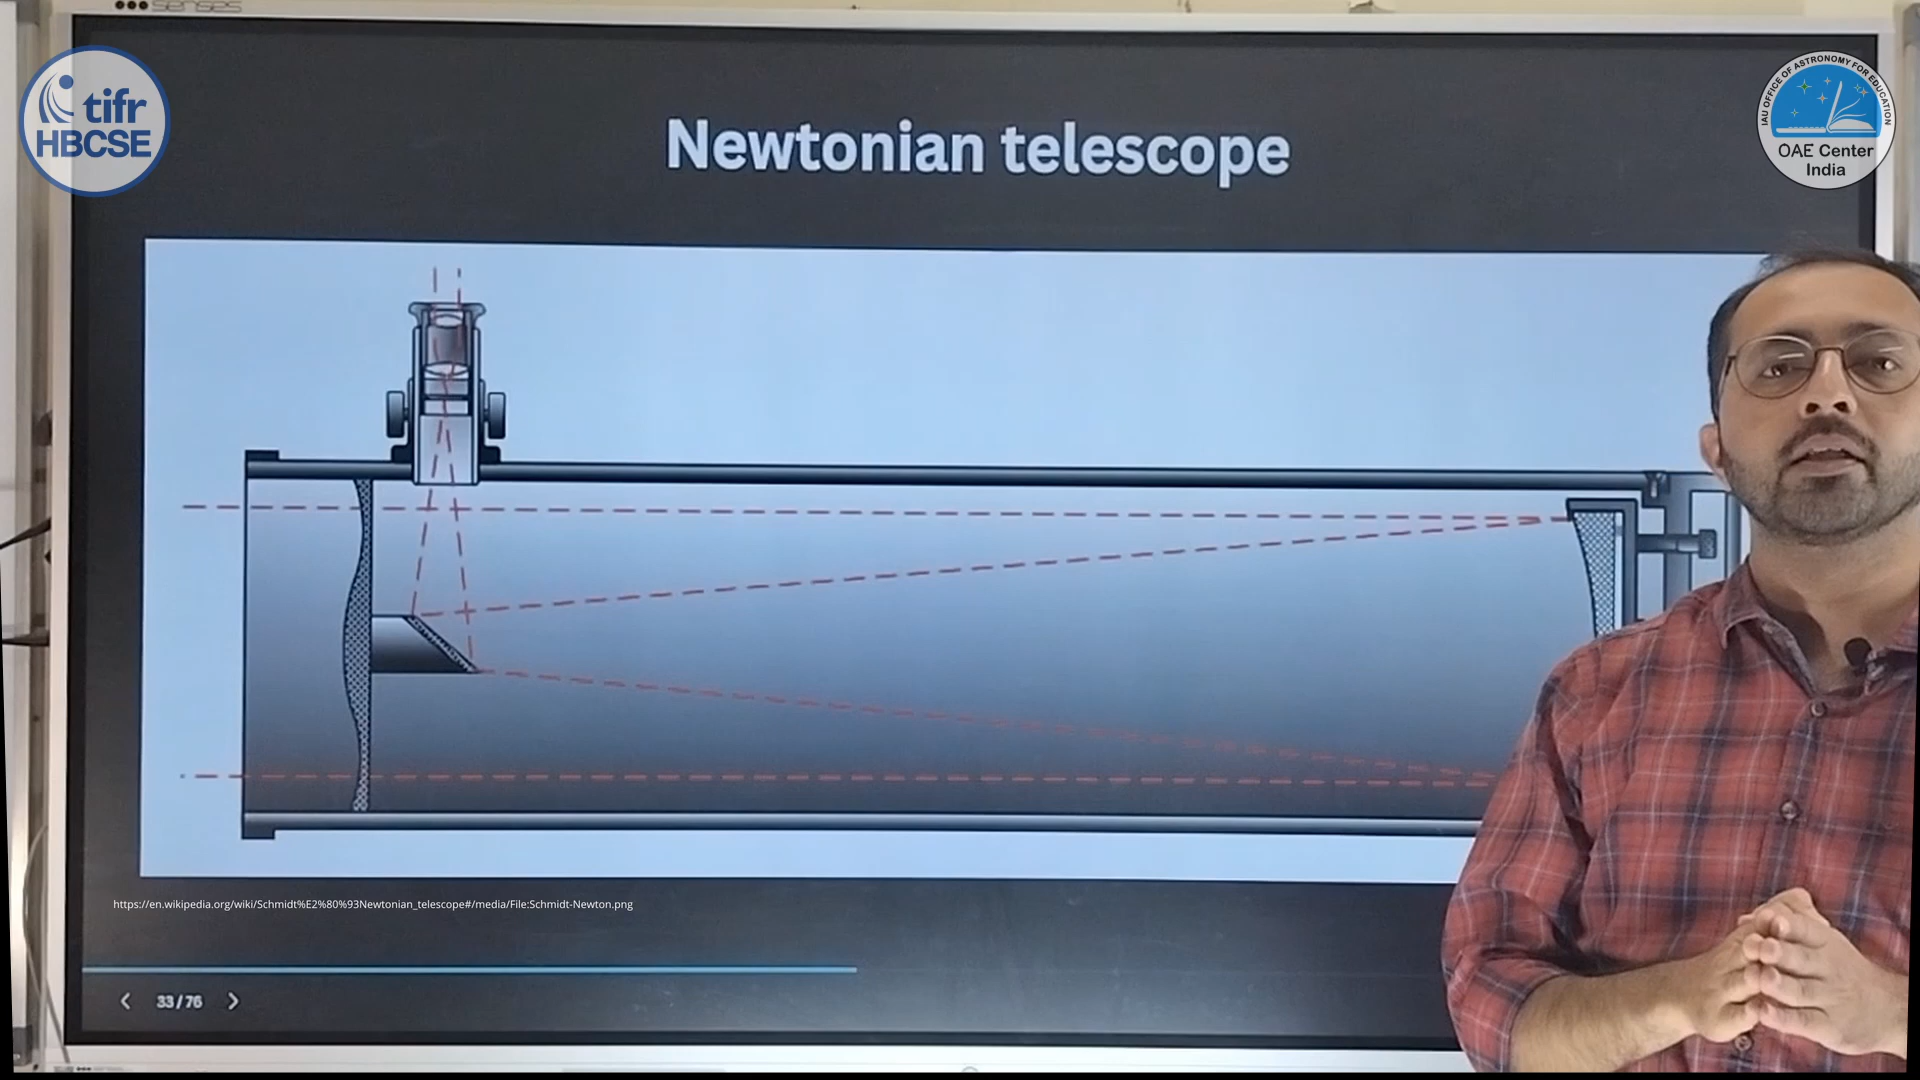 senses
tifr
HBCSE
IAU OFFICE OF ASTRONOMY FOR EDUCATION
OAE Center
India
Newtonian telescope
https://en.wikipedia.org/wiki/Schmidt%E2%80%93Newtonian_telescope#/media/File:Schmidt-Newton.png
33 / 76